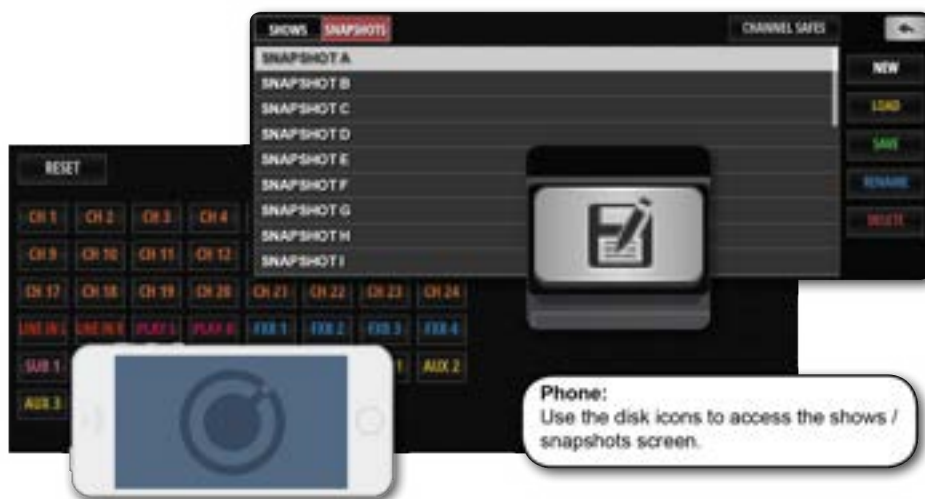 SHOWS SNAPSHOTS CHANNEL SAFES
SNAPSHOT A
NEW
SNAPSHOT B
SNAPSHOT C
LOAD
SNAPSHOT D
SAVE
SNAPSHOT E
RESET
SNAPSHOT F
RENAME
SNAPSHOT G
CH 1 CH 2 CH 3 CH 4
DELETE
SNAPSHOT H
CH 9 CH 10 CH 11 CH 12
SNAPSHOT I
CH 17 CH 18 CH 19 CH 20 CH 21 CH 22 CH 23 CH 24
LINE IN L LINE IN R PLAY L PLAY R FXR 1 FXR 2 FXR 3 FXR 4
SUB 1 1 AUX 2
AUX 3
Phone:
Use the disk icons to access the shows /
snapshots screen.